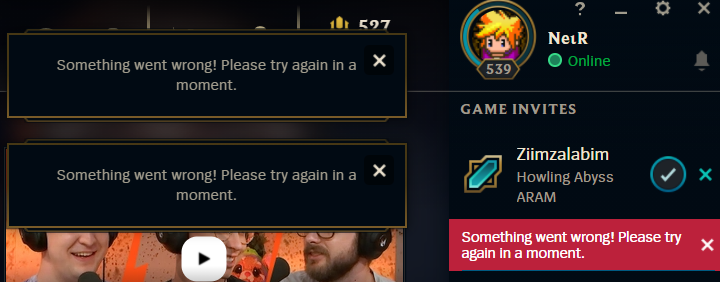 527
Something went wrong! Please try again in a
moment.
Something went wrong! Please try again in a
moment.
?
539
NeιR
Online
GAME INVITES
Ziimzalabim
Howling Abyss
ARAM
Something went wrong! Please try
again in a moment.